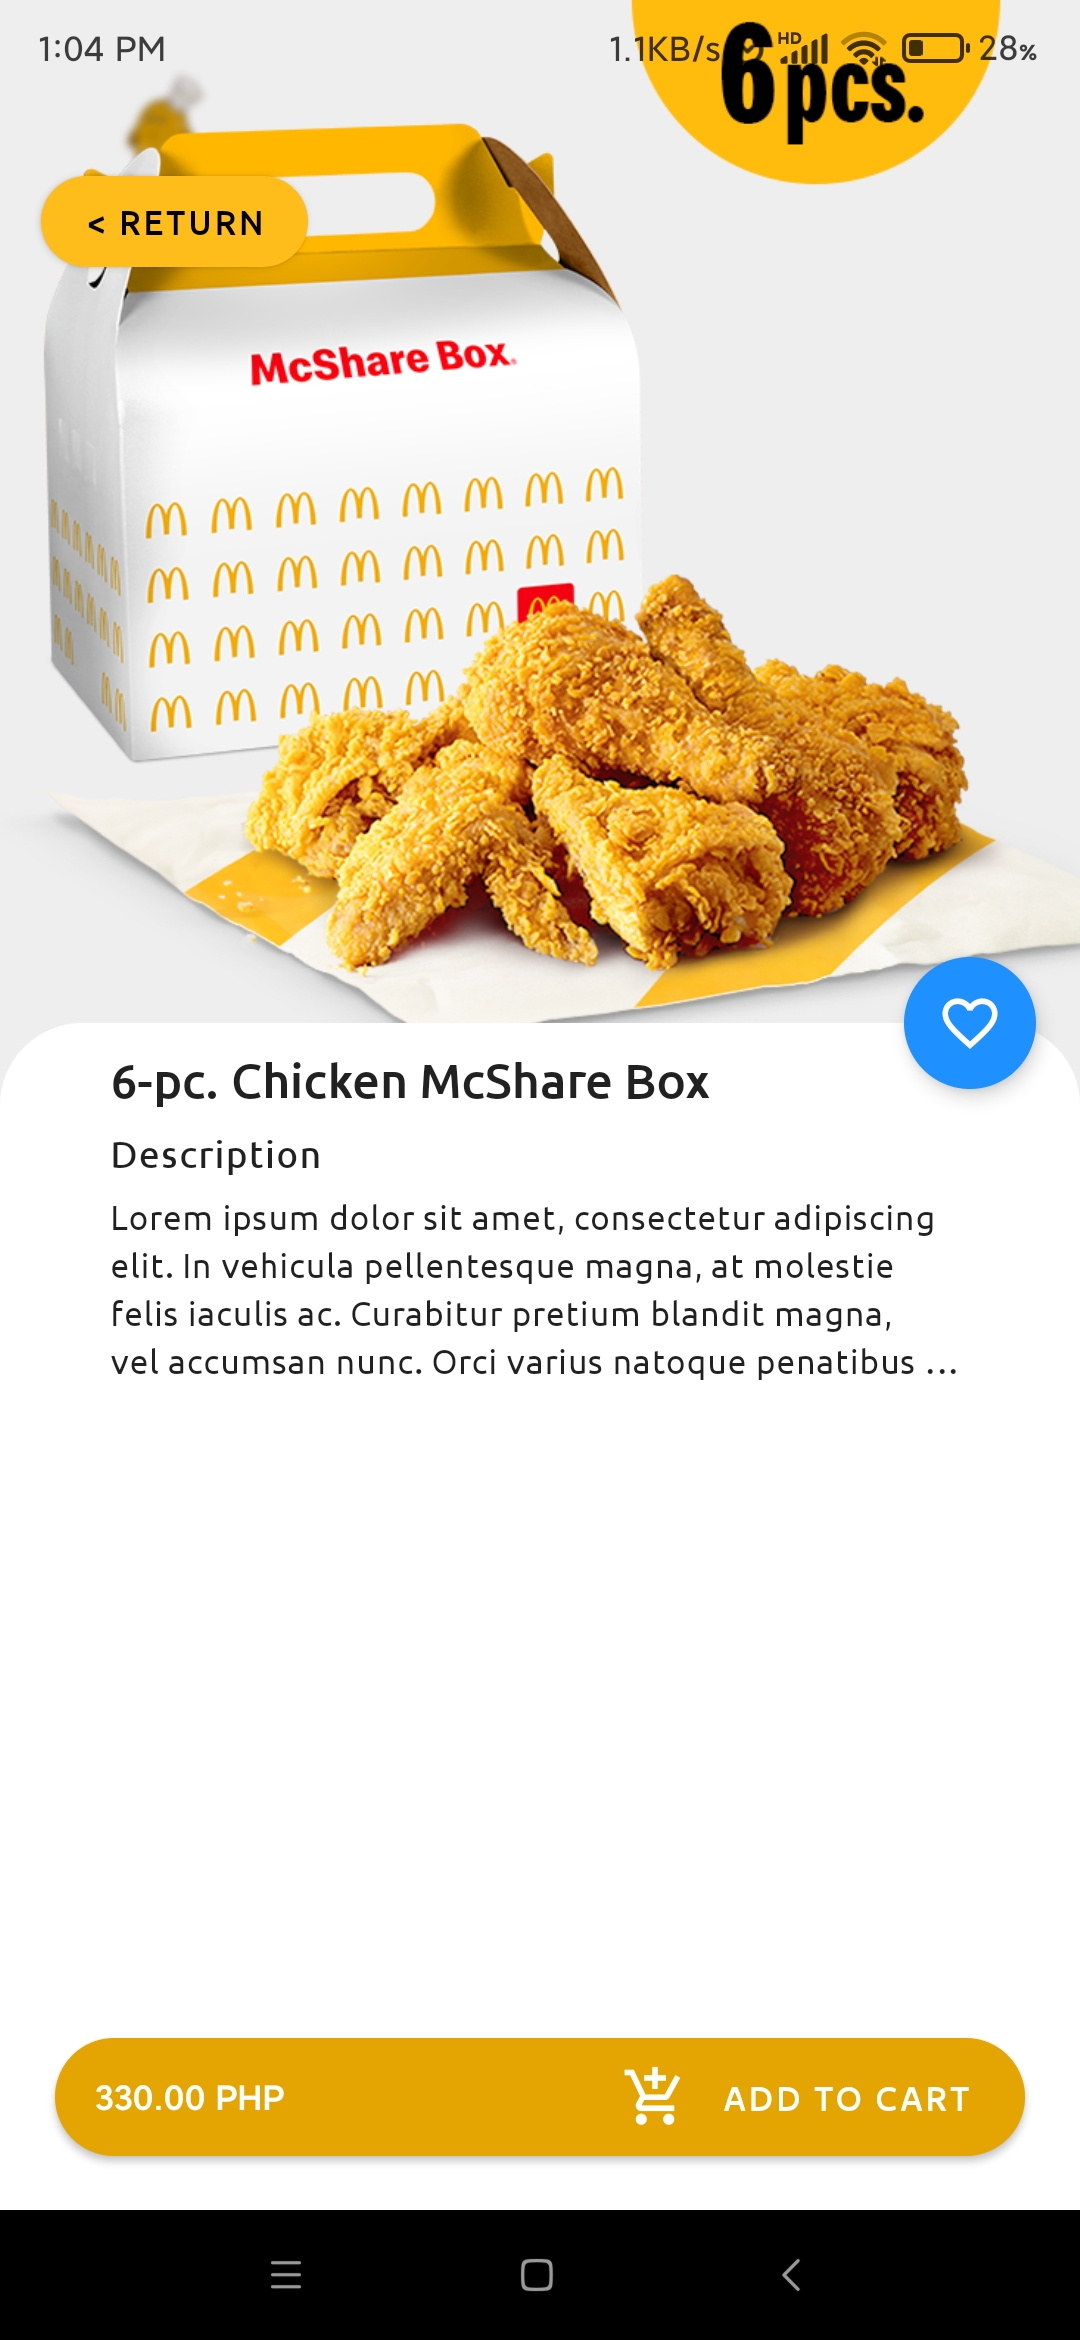 1:04 PM
1.1KB/s
HD
28%
6 pcs.
< RETURN
McShare Box.
6-pc. Chicken McShare Box
Description
Lorem ipsum dolor sit amet, consectetur adipiscing
elit. In vehicula pellentesque magna, at molestie
felis iaculis ac. Curabitur pretium blandit magna,
vel accumsan nunc. Orci varius natoque penatibus ...
330.00 PHP
ADD TO CART